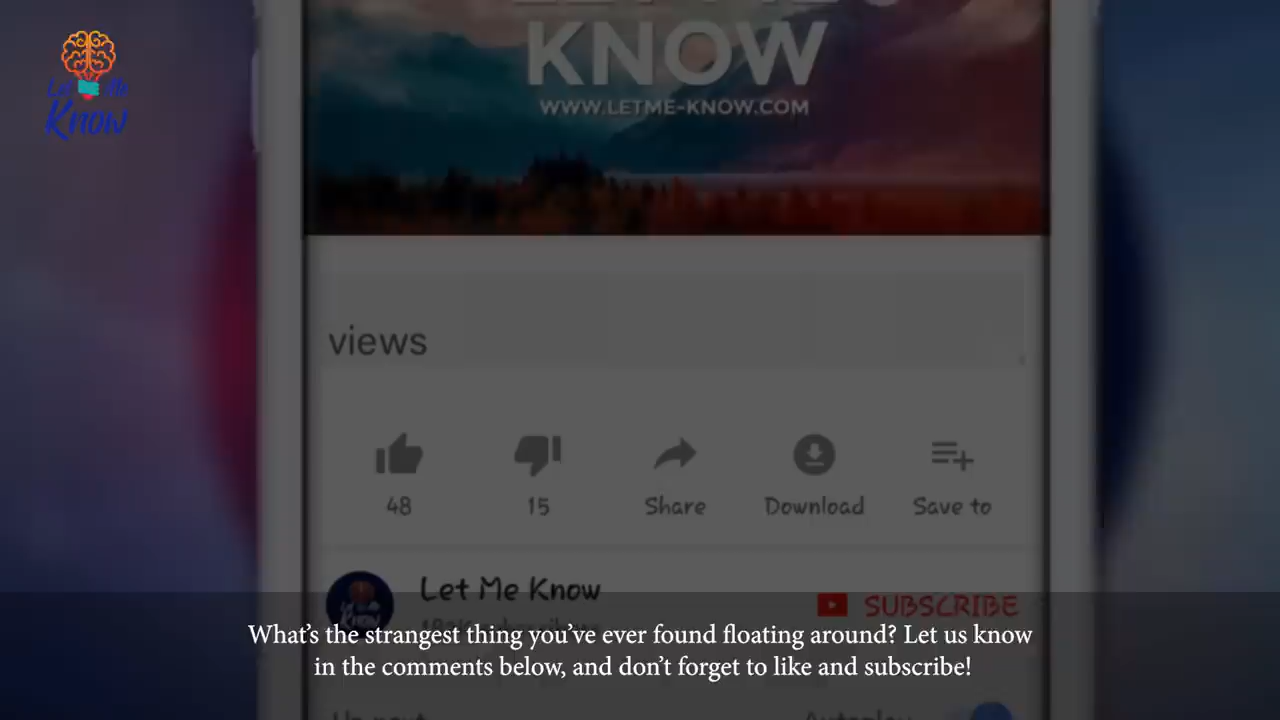 Let Me
Know
KNOW
WWW.LETME-KNOW.COM
views
48
15
Share
Download
Save to
Let Me Know
SUBSCRIBE
What's the strangest thing you've ever found floating around? Let us know
in the comments below, and don't forget to like and subscribe!